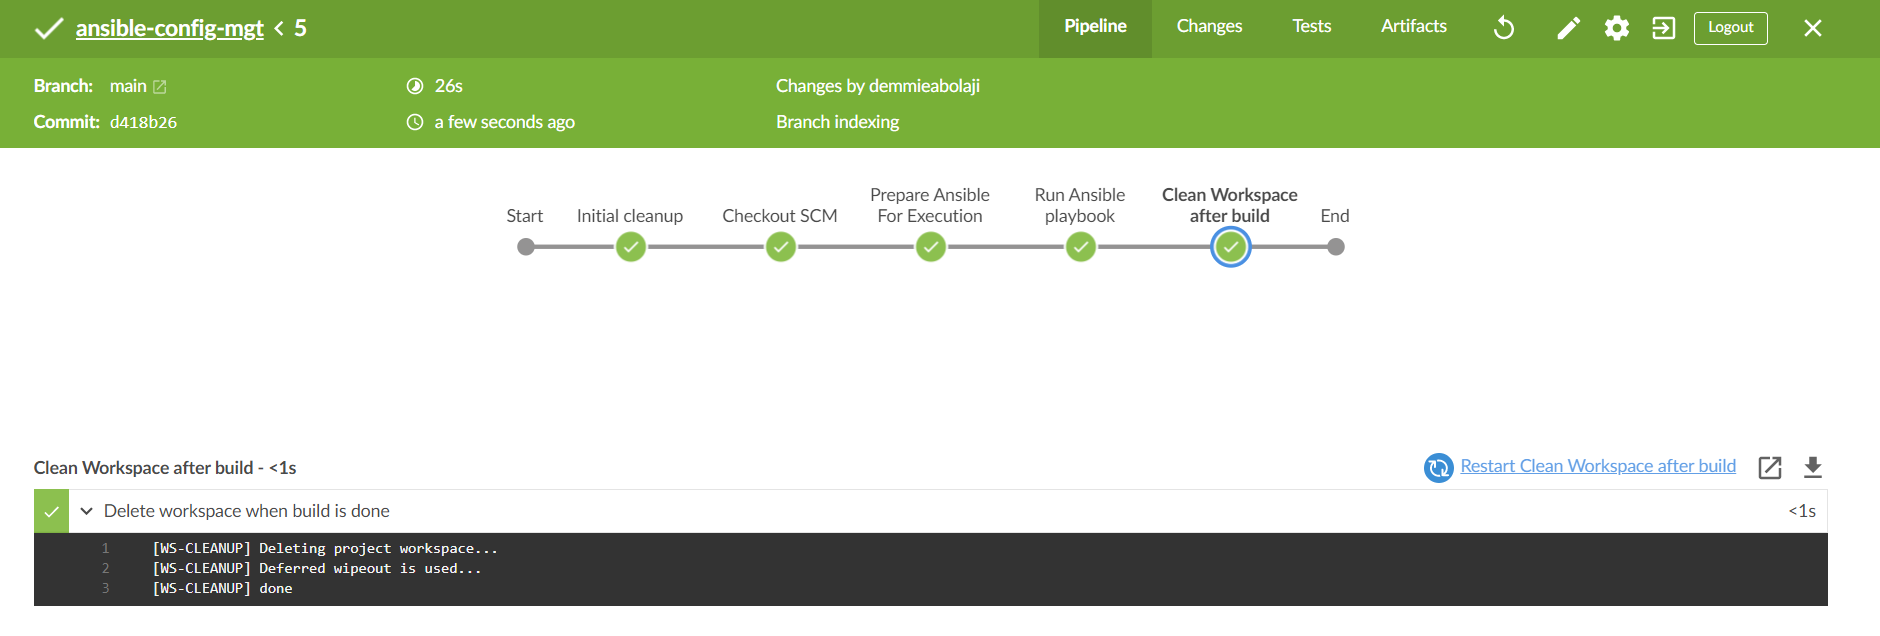 ansible-config-mgt < 5
Pipeline
Changes
Tests
Artifacts
Logout
Branch: main
26s
Changes by demmieabolaji
Commit: d418b26
a few seconds ago
Branch indexing
Start
Initial cleanup
Checkout SCM
Prepare Ansible
For Execution
Run Ansible
playbook
Clean Workspace
after build
End
Clean Workspace after build - <1s
Restart Clean Workspace after build
Delete workspace when build is done
<1s
1 [WS-CLEANUP] Deleting project workspace...
2 [WS-CLEANUP] Deferred wipeout is used...
3 [WS-CLEANUP] done